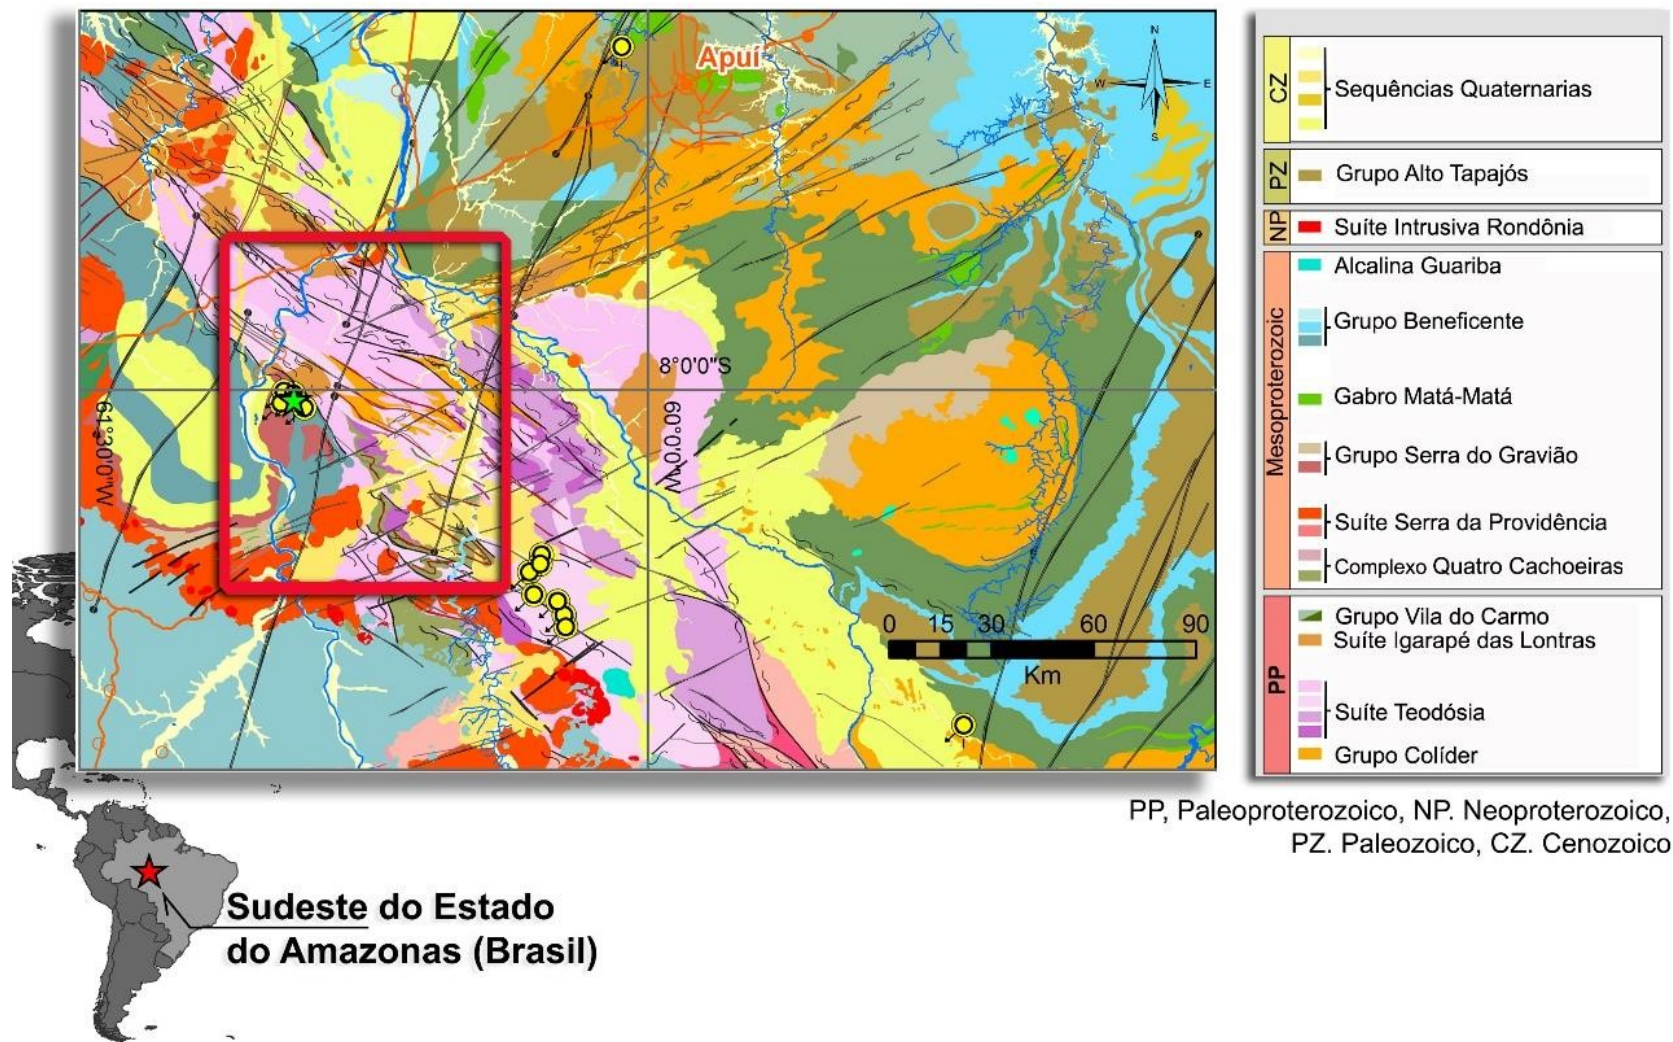 Apuí
N
W
E
S
8°0'0"S
61°30'0"W
60°0'0"W
0 15 30 60 90
Km
CZ
Sequências Quaternarias
PZ
Grupo Alto Tapajós
NP
Suíte Intrusiva Rondônia
Mesoproterozoic
Alcalina Guariba
Grupo Beneficente
Gabro Matá-Matá
Grupo Serra do Gravião
Suíte Serra da Providência
Complexo Quatro Cachoeiras
PP
Grupo Vila do Carmo
Suíte Igarapé das Lontras
Suíte Teodósia
Grupo Colíder
PP, Paleoproterozoico, NP. Neoproterozoico,
PZ. Paleozoico, CZ. Cenozoico
Sudeste do Estado
do Amazonas (Brasil)